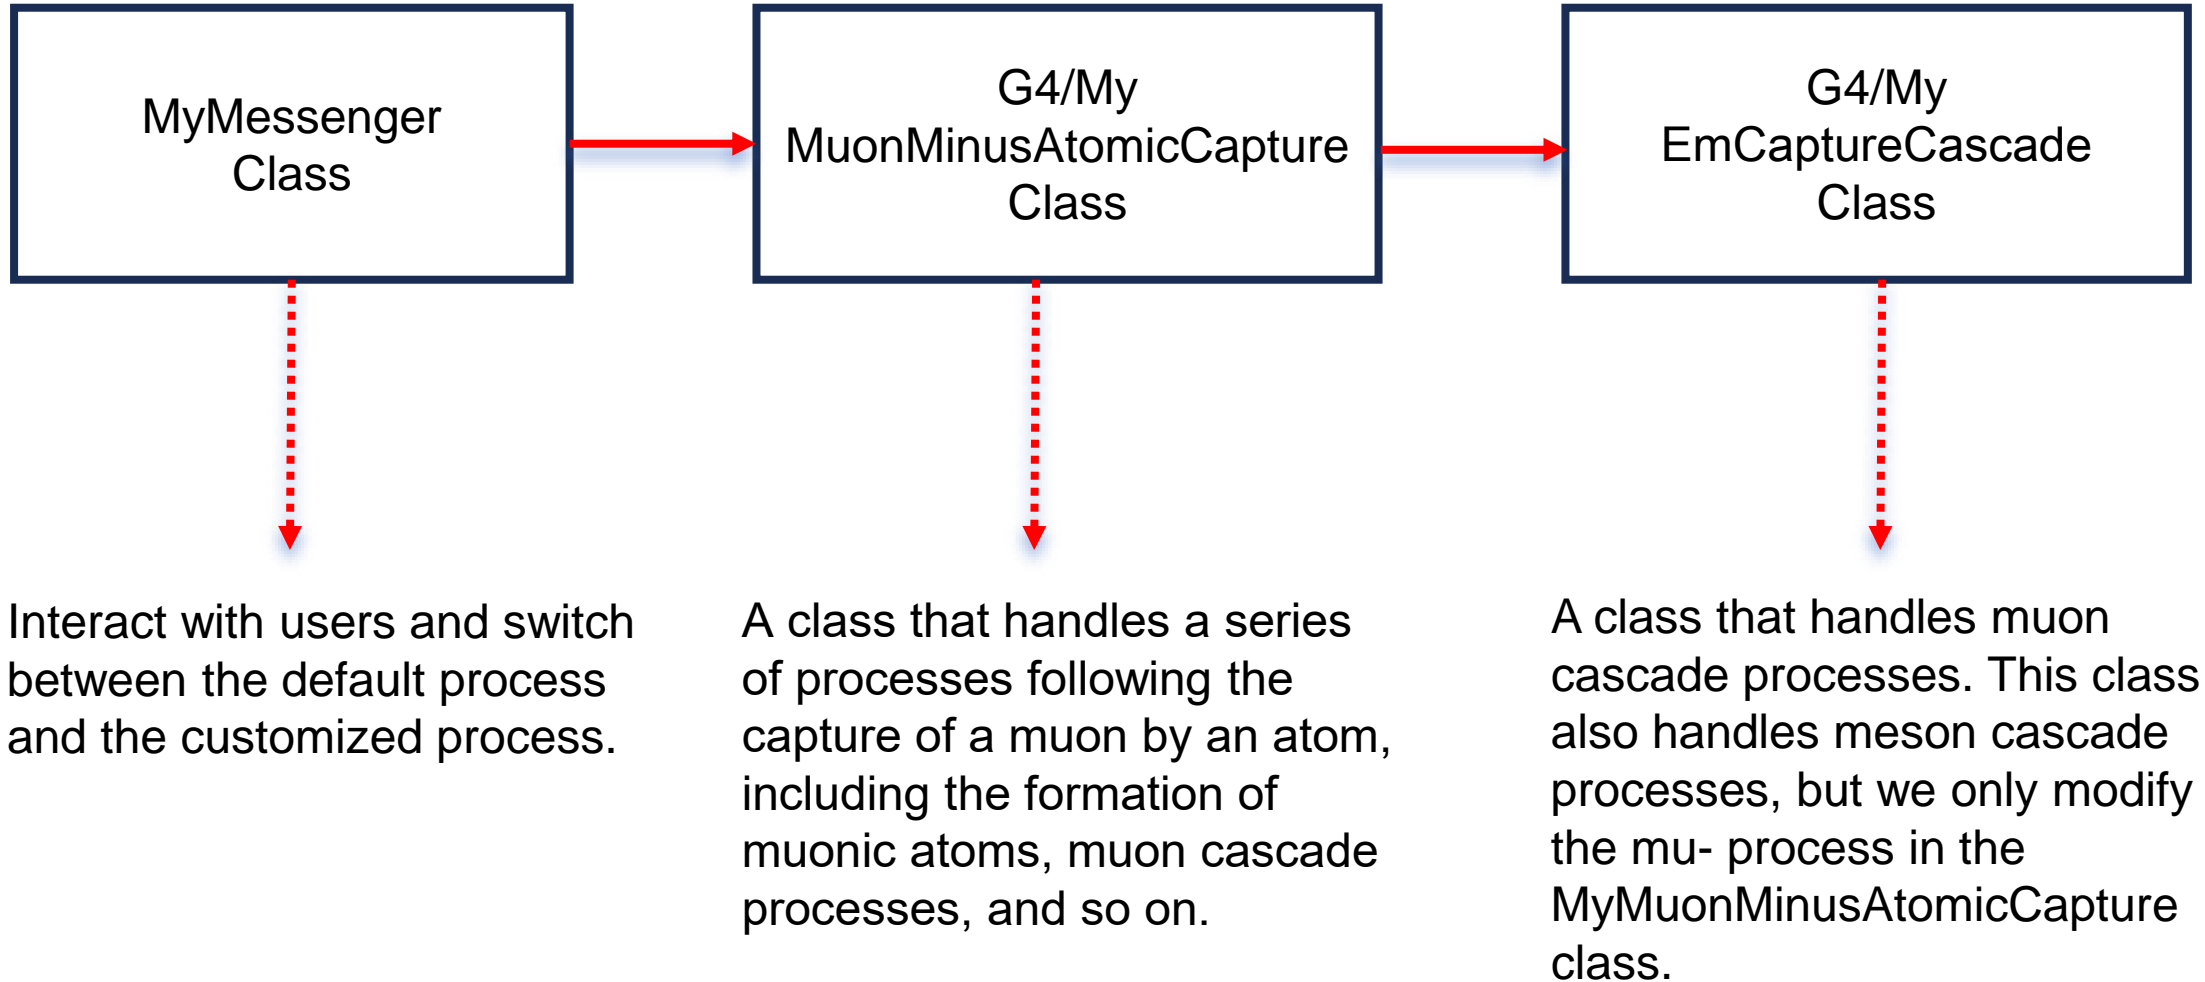 MyMessenger
Class
G4/My
MuonMinusAtomicCapture
Class
G4/My
EmCaptureCascade
Class
Interact with users and switch
between the default process
and the customized process.
A class that handles a series
of processes following the
capture of a muon by an atom,
including the formation of
muonic atoms, muon cascade
processes, and so on.
A class that handles muon
cascade processes. This class
also handles meson cascade
processes, but we only modify
the mu- process in the
MyMuonMinusAtomicCapture
class.